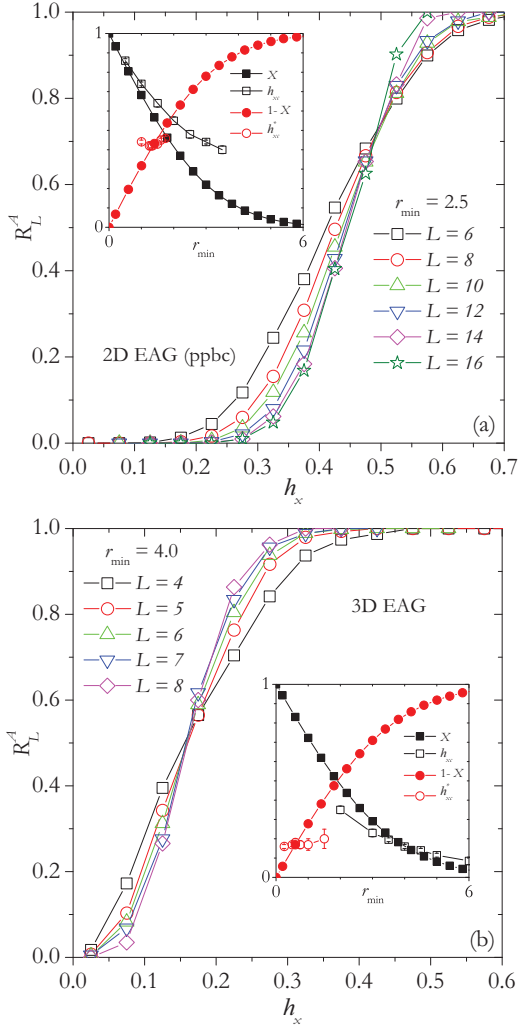 1.0
0.8
0.6
0.4
0.2
0.0
R_L^A
1
0
0
6
r_min
X
h_xc
1- X
h*_xc
r_min = 2.5
L = 6
L = 8
L = 10
L = 12
L = 14
L = 16
2D EAG (ppbc)
(a)
0.0 0.1 0.2 0.3 0.4 0.5 0.6 0.7
h_x
1.0
0.8
0.6
0.4
0.2
0.0
R_L^A
r_min = 4.0
L = 4
L = 5
L = 6
L = 7
L = 8
3D EAG
1
0
0
6
r_min
X
h_xc
1- X
h*_xc
(b)
0.0 0.1 0.2 0.3 0.4 0.5 0.6
h_x